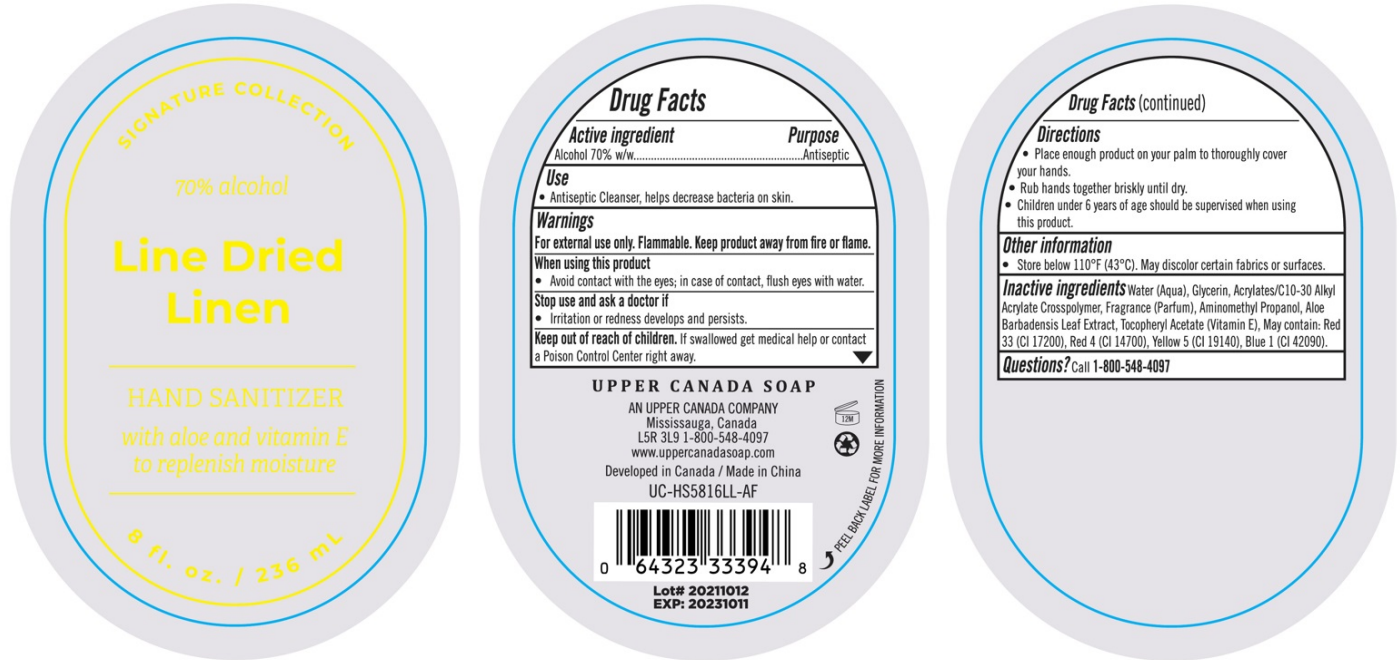 SIGNATURE COLLECTION
70% alcohol
Line Dried
Linen
HAND SANITIZER
with aloe and vitamin E
to replenish moisture
8 fl. oz. / 236 mL
Drug Facts
Active ingredient Purpose
Alcohol 70% w/w............................................................Antiseptic
Use
• Antiseptic Cleanser, helps decrease bacteria on skin.
Warnings
For external use only. Flammable. Keep product away from fire or flame.
When using this product
• Avoid contact with the eyes; in case of contact, flush eyes with water.
Stop use and ask a doctor if
• Irritation or redness develops and persists.
Keep out of reach of children. If swallowed get medical help or contact
a Poison Control Center right away.
UPPER CANADA SOAP
AN UPPER CANADA COMPANY
Mississauga, Canada
L5R 3L9 1-800-548-4097
www.uppercanadasoap.com
Developed in Canada / Made in China
UC-HS5816LL-AF
12M
PEEL BACK LABEL FOR MORE INFORMATION
0 64323 33394 8
Lot# 20211012
EXP: 20231011
Drug Facts (continued)
Directions
• Place enough product on your palm to thoroughly cover
your hands.
• Rub hands together briskly until dry.
• Children under 6 years of age should be supervised when using
this product.
Other information
• Store below 110°F (43°C). May discolor certain fabrics or surfaces.
Inactive ingredients Water (Aqua), Glycerin, Acrylates/C10-30 Alkyl
Acrylate Crosspolymer, Fragrance (Parfum), Aminomethyl Propanol, Aloe
Barbadensis Leaf Extract, Tocopheryl Acetate (Vitamin E), May contain: Red
33 (CI 17200), Red 4 (CI 14700), Yellow 5 (CI 19140), Blue 1 (CI 42090).
Questions? Call 1-800-548-4097